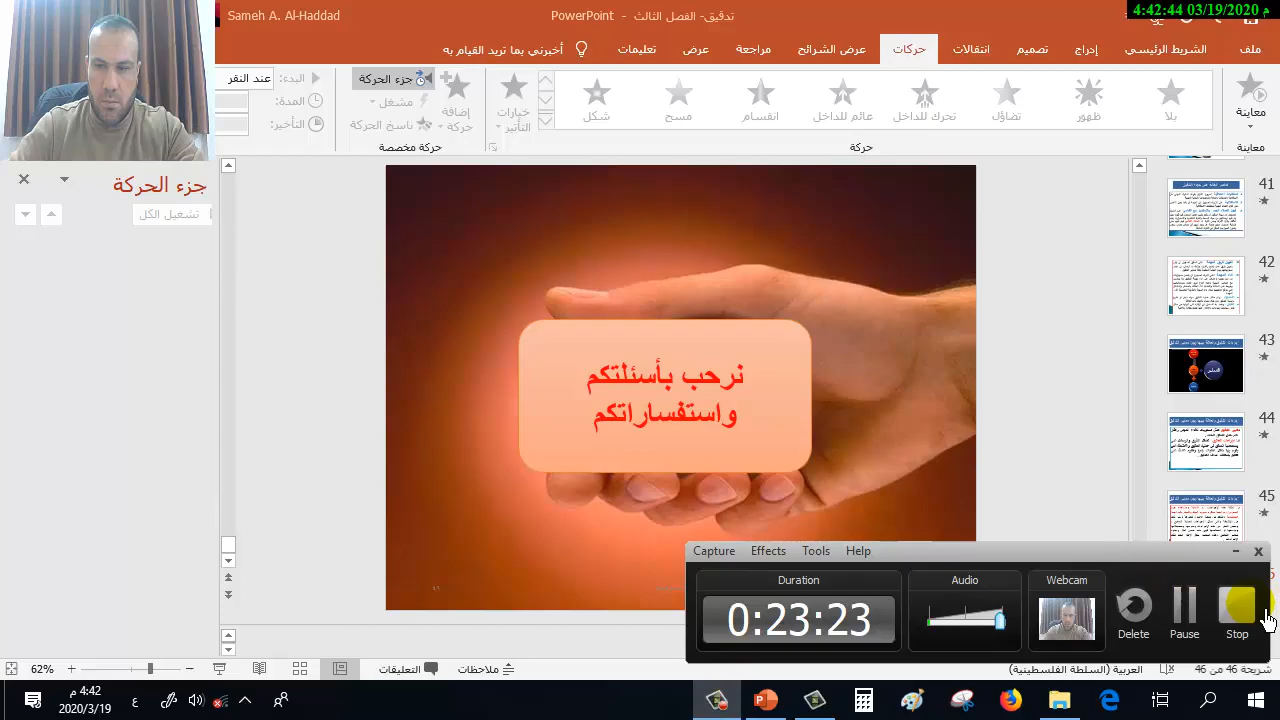 م 4:42:44 03/19/2020
Sameh A. Al-Haddad
تدقيق- الفصل الثالث - PowerPoint
ملف
الشريط الرئيسي
إدراج
تصميم
انتقالات
حركات
عرض الشرائح
مراجعة
عرض
تعليمات
أخبرني بما تريد القيام به
معاينة
معاينة
بلا
ظهور
تضاؤل
تحرك للداخل
عائم للداخل
انقسام
مسح
شكل
حركة
خيارات
التأثير
إضافة
حركة
جزء الحركة
مشغل
ناسخ الحركة
حركة مخصصة
البدء:
عند النقر
المدة:
التأخير:
جزء الحركة
تشغيل الكل
41
42
43
44
45
نرحب بأسئلتكم
واستفساراتكم
Capture Effects Tools Help
Duration
0:23:23
Audio
Webcam
Delete
Pause
Stop
شريحة 46 من 46
العربية (السلطة الفلسطينية)
ملاحظات
التعليقات
62%
4:42 م
2020/3/19
ع